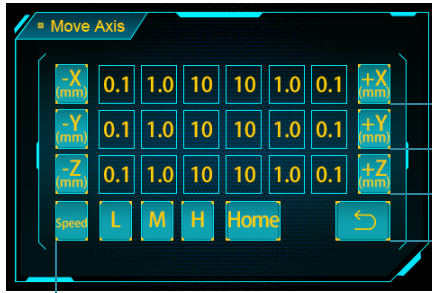 Move Axis
-X (mm) 0.1 1.0 10 10 1.0 0.1 +X (mm)
-Y (mm) 0.1 1.0 10 10 1.0 0.1 +Y (mm)
-Z (mm) 0.1 1.0 10 10 1.0 0.1 +Z (mm)
Speed L M H Home